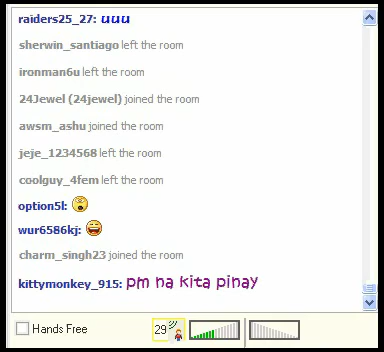 raiders25_27: uuu
sherwin_santiago left the room
ironman6u left the room
24Jewel (24jewel) joined the room
awsm_ashu joined the room
jeje_1234568 left the room
coolguy_4fem left the room
option5l:
wur6586kj:
charm_singh23 joined the room
kittymonkey_915: pm na kita pinay
Hands Free
29